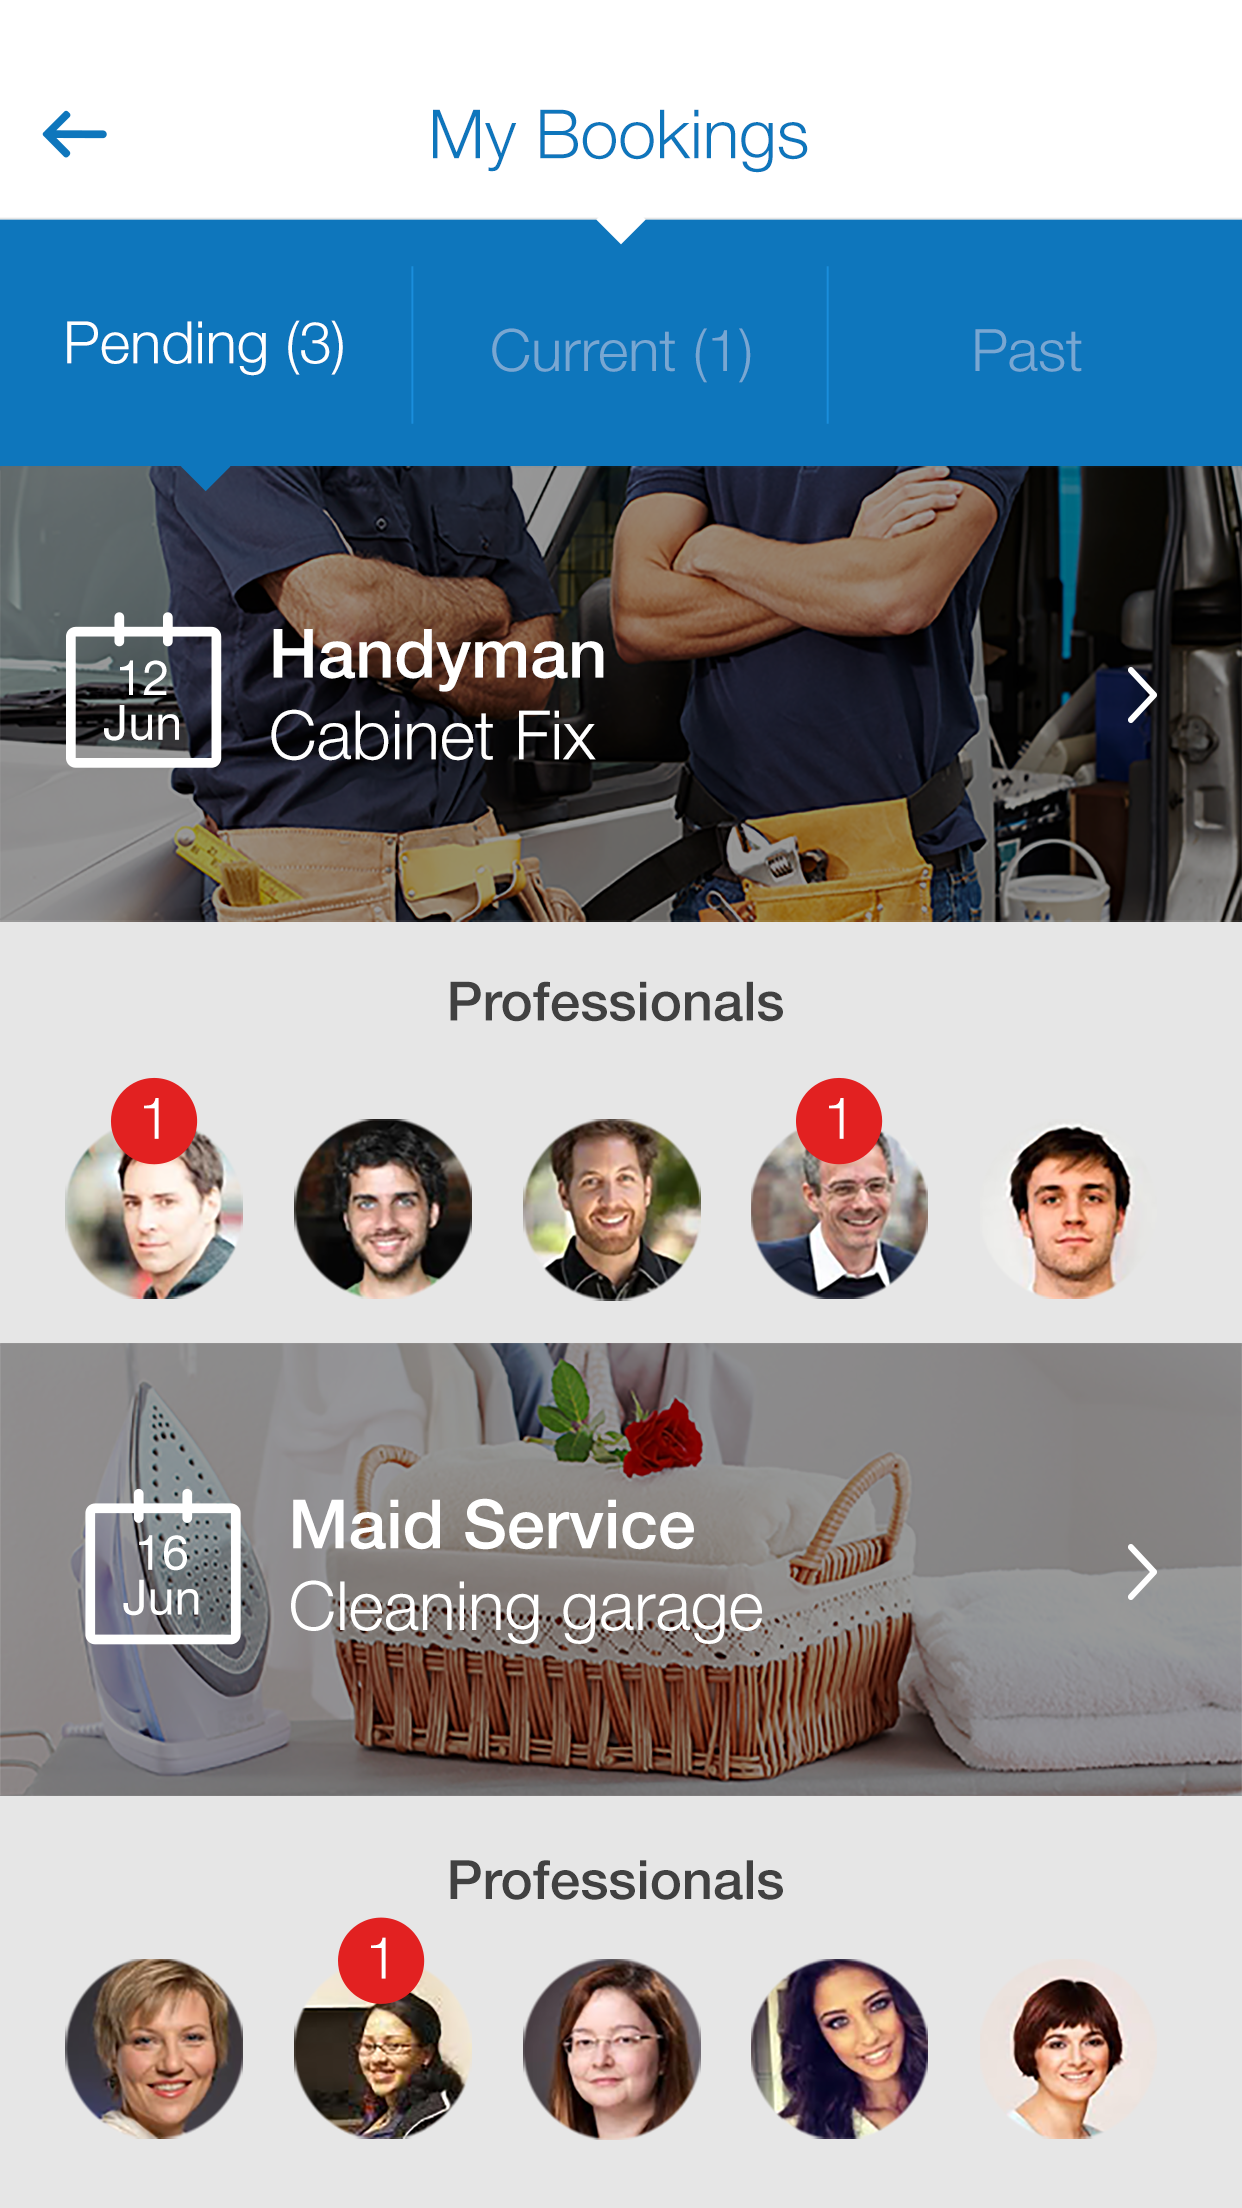 My Bookings
Pending (3)
Current (1)
Past
12
Jun
Handyman
Cabinet Fix
Professionals
1
1
16
Jun
Maid Service
Cleaning garage
Professionals
1